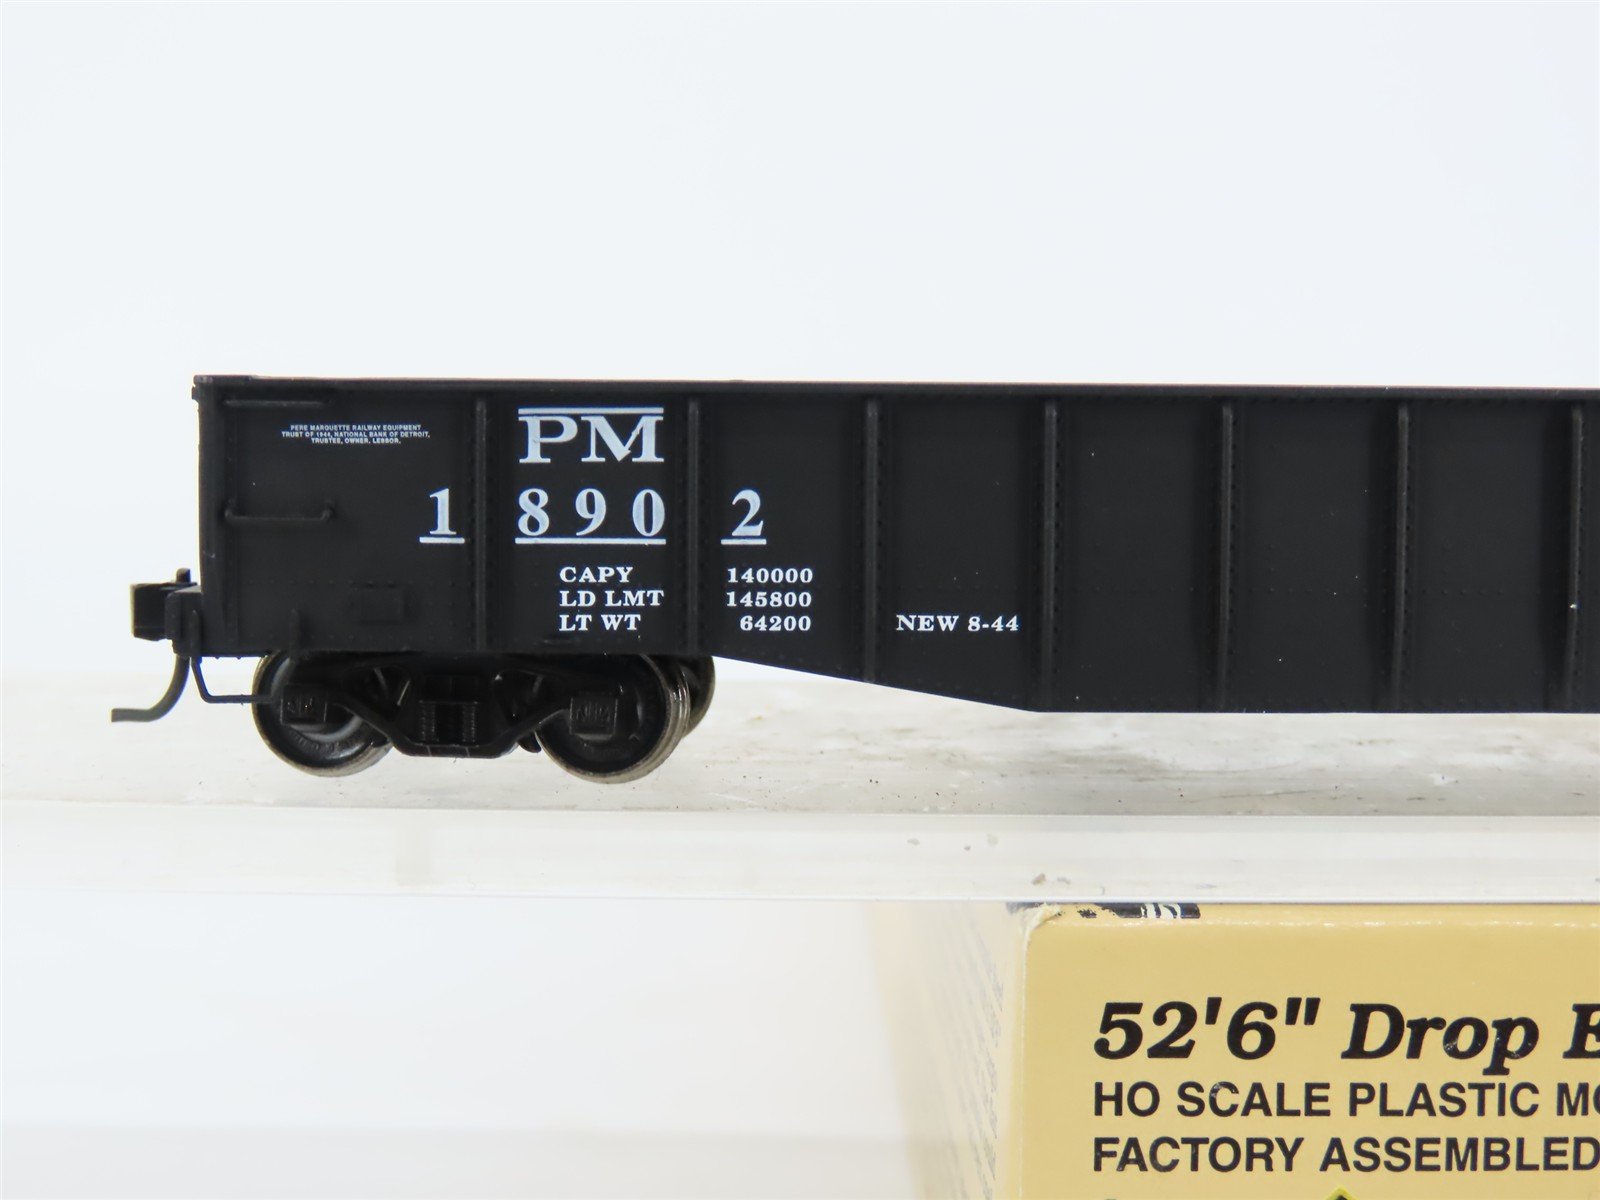 PERE MARQUETTE RAILWAY EQUIPMENT
TRUST OF 1944, NATIONAL BANK OF DETROIT,
TRUSTEE, OWNER, LESSOR.
PM
18902
CAPY 140000
LD LMT 145800
LT WT 64200
NEW 8-44
52'6" Drop E
HO SCALE PLASTIC MO
FACTORY ASSEMBLED